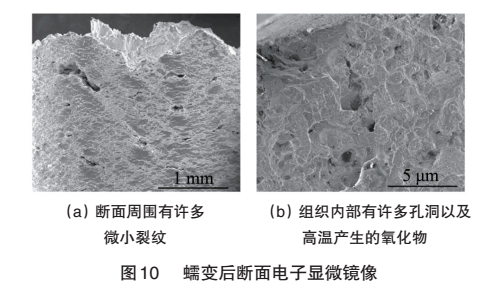 1 mm
5 μm
（a）断面周围有许多
微小裂纹
（b）组织内部有许多孔洞以及
高温产生的氧化物
图10 蠕变后断面电子显微镜像